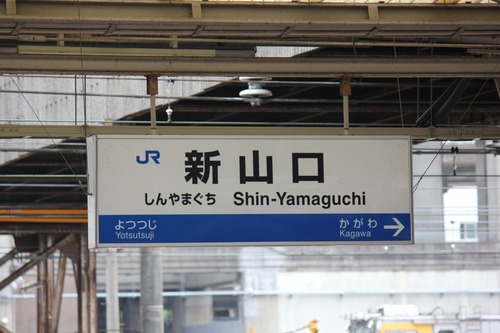 JR 新山口
しんやまぐち Shin-Yamaguchi
よつつじ かがわ →
Yotsutsuji Kagawa